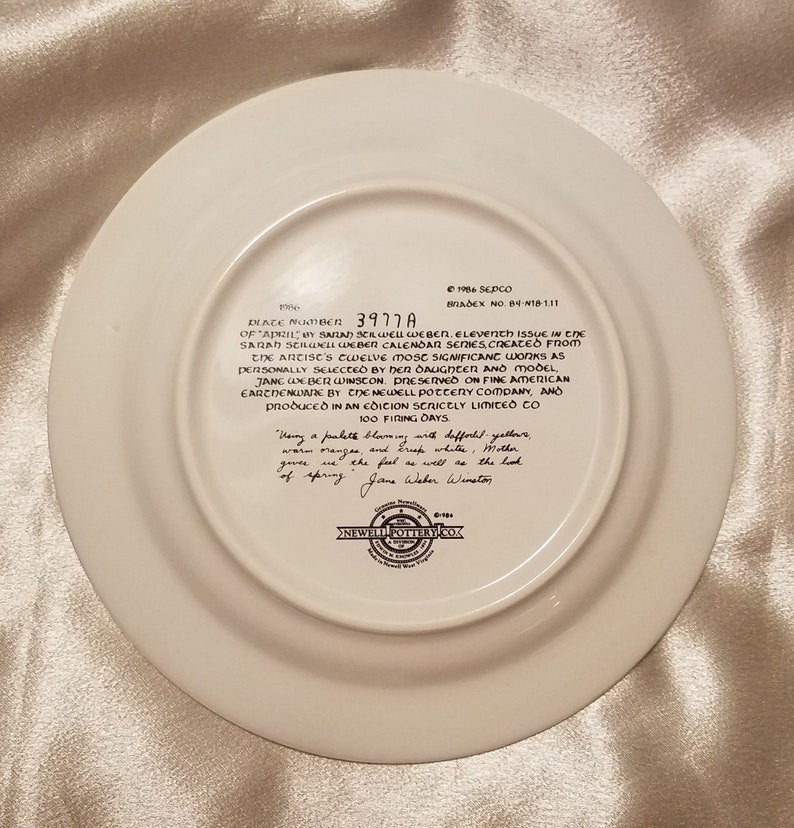 © 1986 SEPCO
1986
BRADEX NO. 84-N18-1.11
PLATE NUMBER 3977A
OF "APRIL," BY SARAH STILWELL WEBER. ELEVENTH ISSUE IN THE
SARAH STILWELL WEBER CALENDAR SERIES, CREATED FROM
THE ARTIST'S TWELVE MOST SIGNIFICANT WORKS AS
PERSONALLY SELECTED BY HER DAUGHTER AND MODEL,
JANE WEBER WINSTON. PRESERVED ON FINE AMERICAN
EARTHENWARE BY THE NEWELL POTTERY COMPANY, AND
PRODUCED IN AN EDITION STRICTLY LIMITED TO
100 FIRING DAYS.
"Using a palette blooming with daffodil-yellows,
warm oranges, and crisp whites, Mother
gives us the feel as well as the look
of spring" Jane Weber Winston
Genuine Newellware
©1986
NEWELL POTTERY CO.
A DIVISION
OF
EDWIN M. KNOWLES
Made in Newell West Virginia